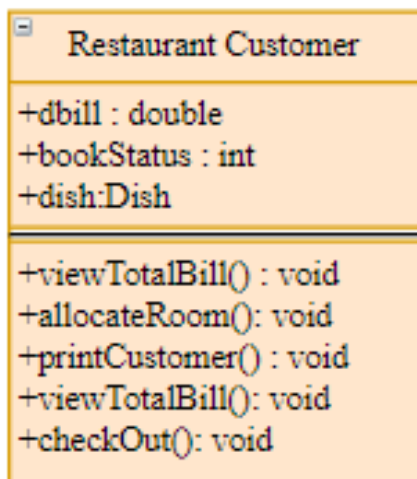 Restaurant Customer
+dbill : double
+bookStatus : int
+dish:Dish
+viewTotalBill() : void
+allocateRoom(): void
+printCustomer() : void
+viewTotalBill(): void
+checkOut(): void